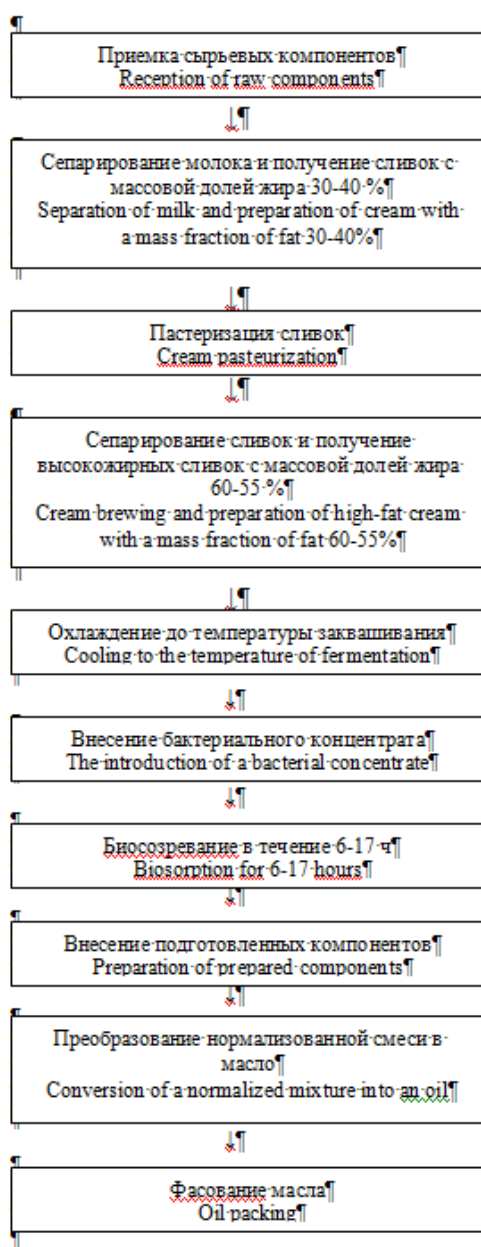 Приемка сырьевых компонентов
Reception of raw components
↓
Сепарирование молока и получение сливок с
массовой долей жира 30-40 %
Separation of milk and preparation of cream with
a mass fraction of fat 30-40%
↓
Пастеризация сливок
Cream pasteurization
↓
Сепарирование сливок и получение
высокожирных сливок с массовой долей жира
60-55 %
Cream brewing and preparation of high-fat cream
with a mass fraction of fat 60-55%
↓
Охлаждение до температуры заквашивания
Cooling to the temperature of fermentation
↓
Внесение бактериального концентрата
The introduction of a bacterial concentrate
↓
Биосозревание в течение 6-17 ч
Biosorption for 6-17 hours
↓
Внесение подготовленных компонентов
Preparation of prepared components
↓
Преобразование нормализованной смеси в
масло
Conversion of a normalized mixture into an oil
↓
Фасование масла
Oil packing